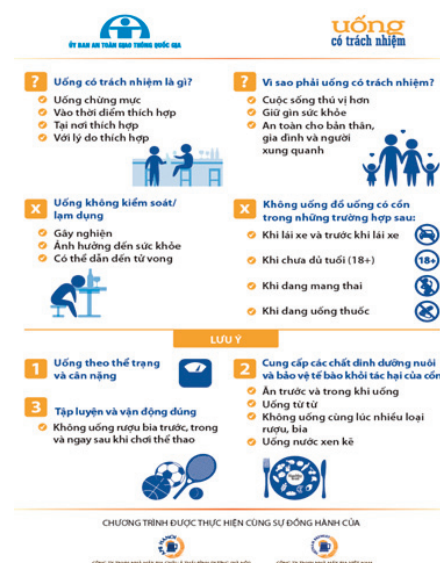 ỦY BAN AN TOÀN GIAO THÔNG QUỐC GIA
uống
có trách nhiệm
? Uống có trách nhiệm là gì?
Uống chừng mực
Vào thời điểm thích hợp
Tại nơi thích hợp
Với lý do thích hợp
? Vì sao phải uống có trách nhiệm?
Cuộc sống thú vị hơn
Giữ gìn sức khỏe
An toàn cho bản thân,
gia đình và người
xung quanh
X Uống không kiểm soát/
lạm dụng
Gây nghiện
Ảnh hưởng đến sức khỏe
Có thể dẫn đến tử vong
X Không uống đồ uống có cồn
trong những trường hợp sau:
Khi lái xe và trước khi lái xe
Khi chưa đủ tuổi (18+)
18+
Khi đang mang thai
Khi đang uống thuốc
LƯU Ý
1 Uống theo thể trạng
và cân nặng
2 Cung cấp các chất dinh dưỡng nuôi
và bảo vệ tế bào khỏi tác hại của cồn
Ăn trước và trong khi uống
Uống từ từ
Không uống cùng lúc nhiều loại
rượu, bia
Uống nước xen kẽ
3 Tập luyện và vận động đúng
Không uống rượu bia trước, trong
và ngay sau khi chơi thể thao
CHƯƠNG TRÌNH ĐƯỢC THỰC HIỆN CÙNG SỰ ĐỒNG HÀNH CỦA